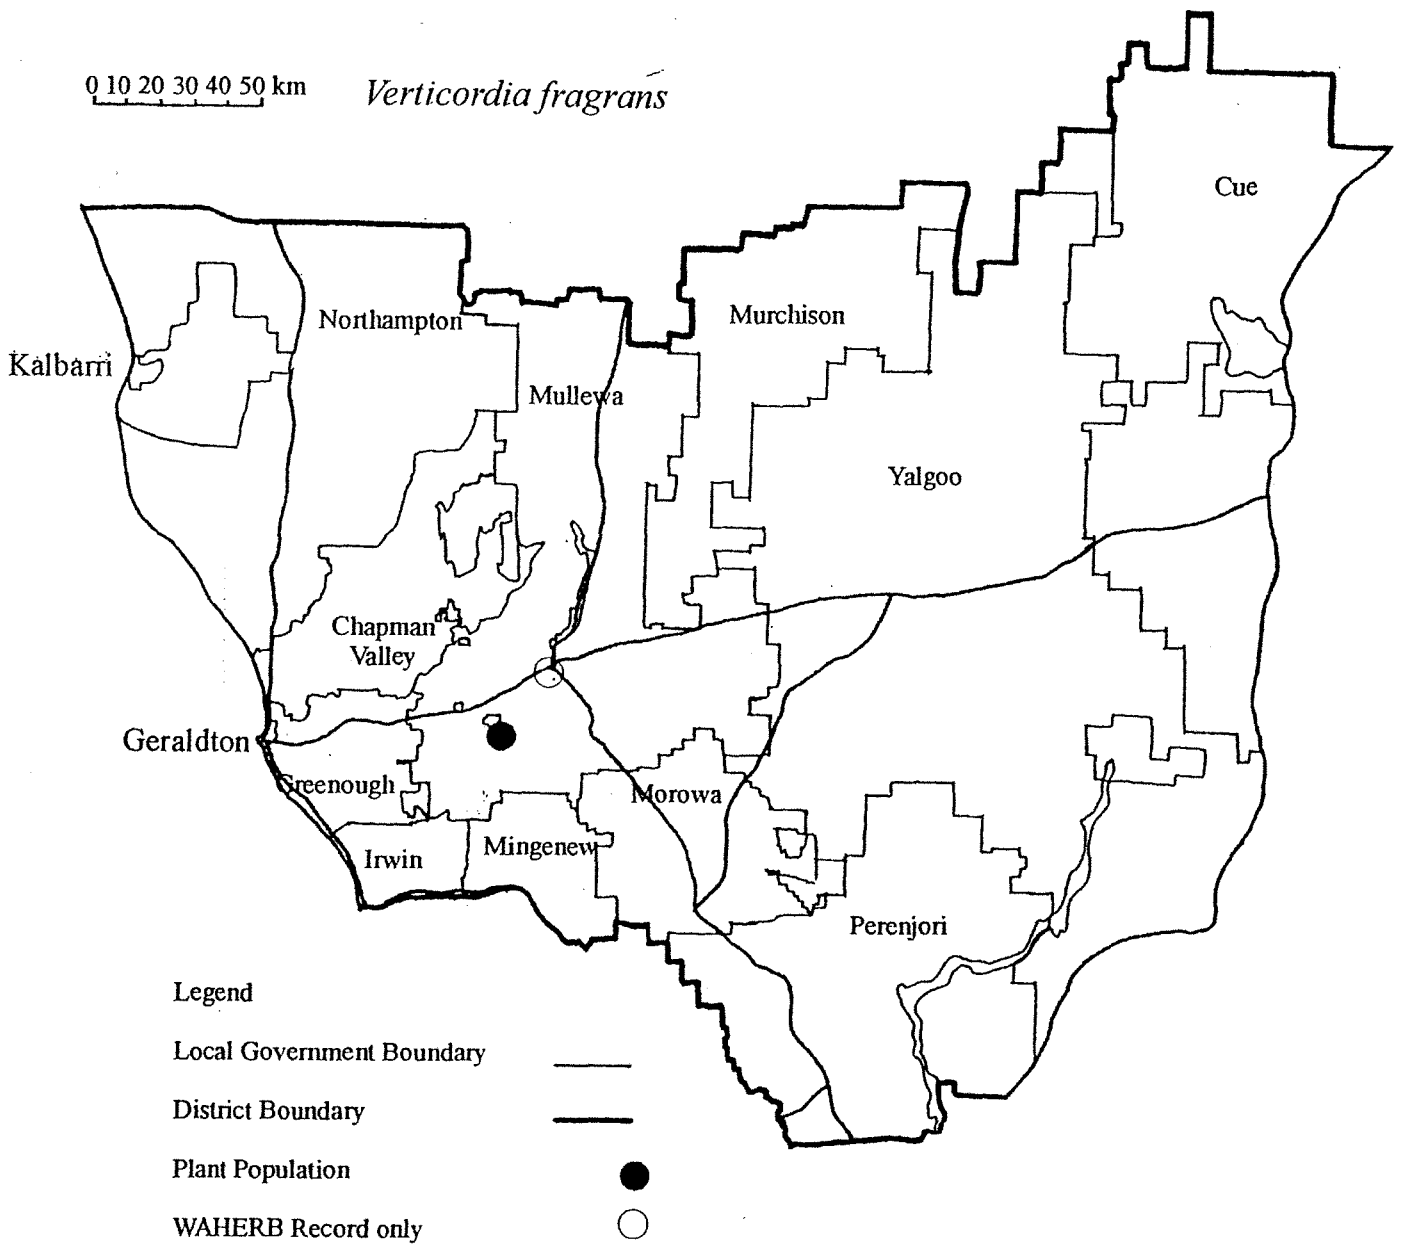 0 10 20 30 40 50 km
Verticordia fragrans
Cue
Northampton
Murchison
Kalbarri
Mullewa
Yalgoo
Chapman
Valley
Geraldton
Greenough
Morowa
Irwin
Mingenew
Perenjori
Legend
Local Government Boundary
District Boundary
Plant Population
WAHERB Record only